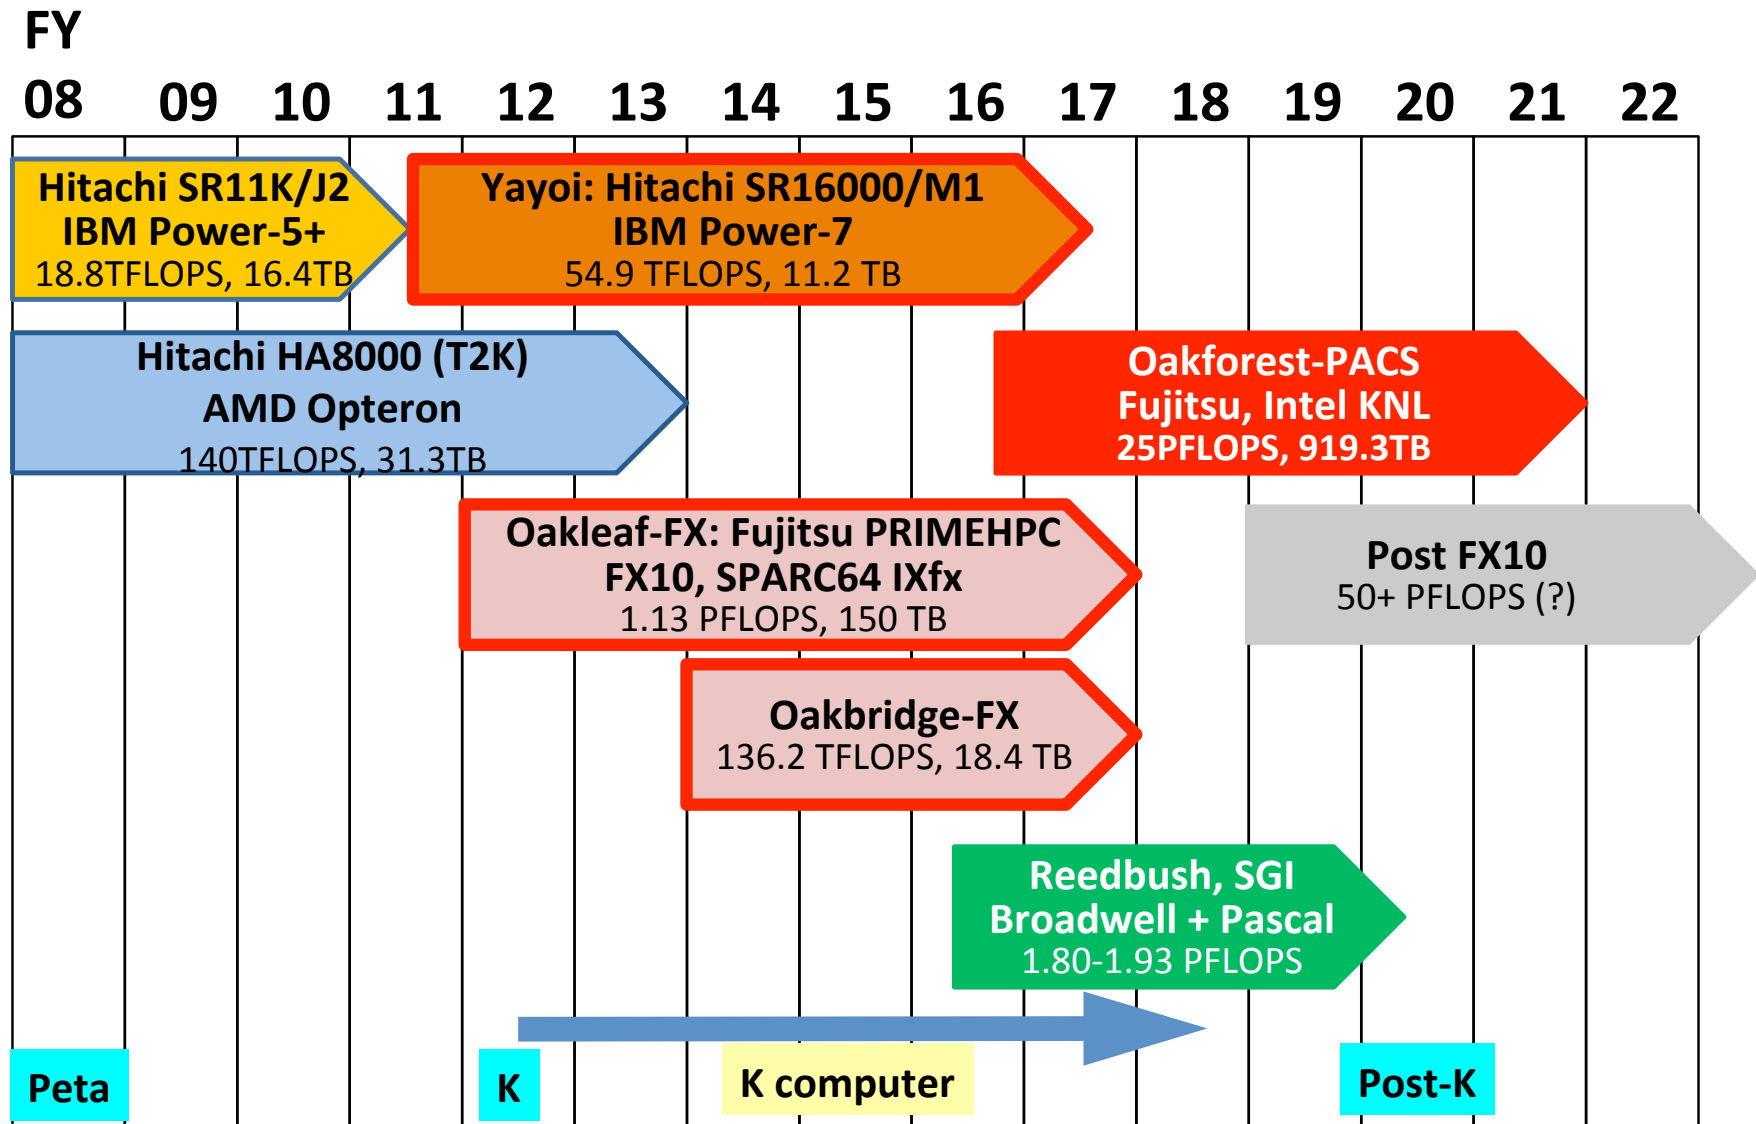 FY
08 09 10 11 12 13 14 15 16 17 18 19 20 21 22
Hitachi SR11K/J2
IBM Power-5+
18.8TFLOPS, 16.4TB
Yayoi: Hitachi SR16000/M1
IBM Power-7
54.9 TFLOPS, 11.2 TB
Hitachi HA8000 (T2K)
AMD Opteron
140TFLOPS, 31.3TB
Oakforest-PACS
Fujitsu, Intel KNL
25PFLOPS, 919.3TB
Oakleaf-FX: Fujitsu PRIMEHPC
FX10, SPARC64 IXfx
1.13 PFLOPS, 150 TB
Post FX10
50+ PFLOPS (?)
Oakbridge-FX
136.2 TFLOPS, 18.4 TB
Reedbush, SGI
Broadwell + Pascal
1.80-1.93 PFLOPS
Peta
K
K computer
Post-K